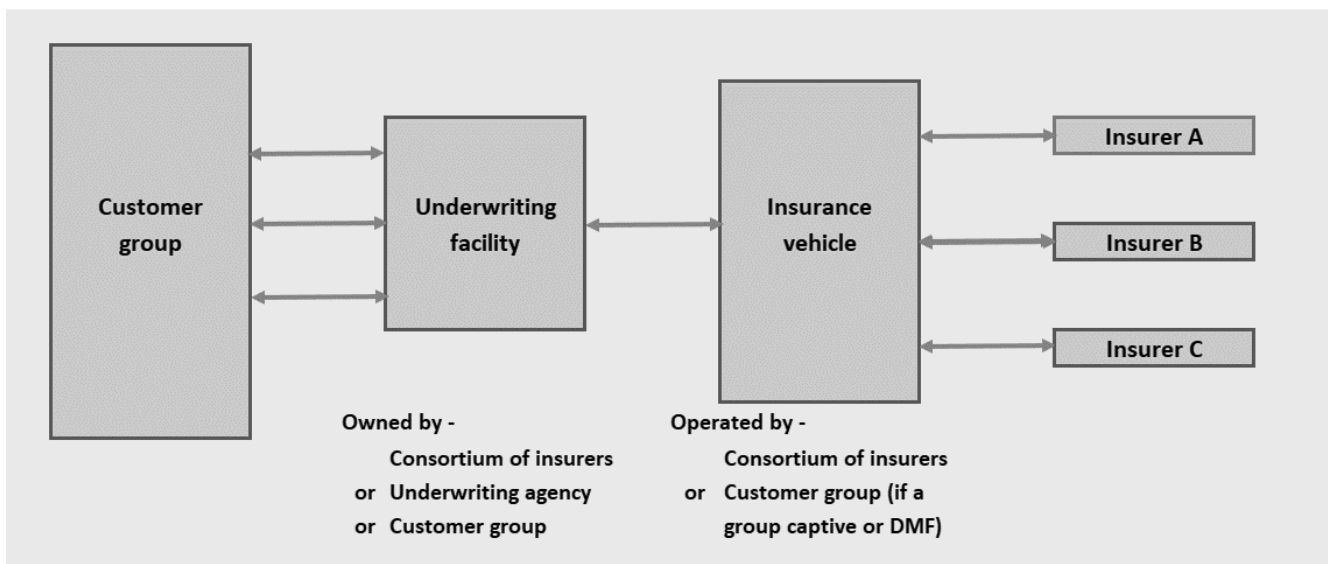 Customer
group
Underwriting
facility
Insurance
vehicle
Insurer A
Insurer B
Insurer C
Owned by -
Consortium of insurers
or Underwriting agency
or Customer group
Operated by -
Consortium of insurers
or Customer group (if a
group captive or DMF)